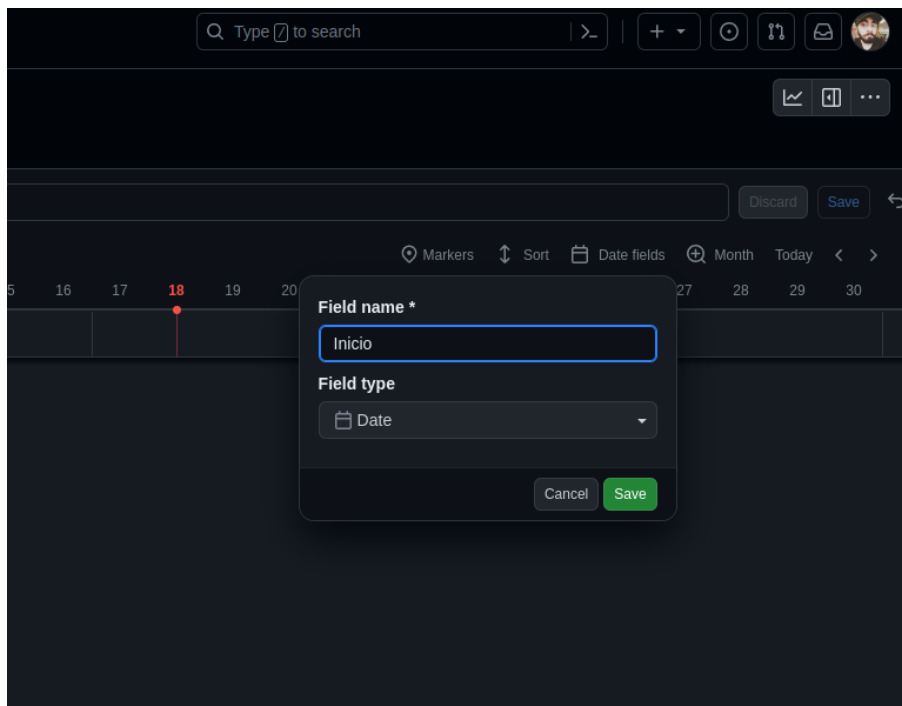 Type / to search
Discard Save
Markers Sort Date fields Month Today
5 16 17 18 19 20 27 28 29 30
Field name *
Inicio
Field type
Date
Cancel Save